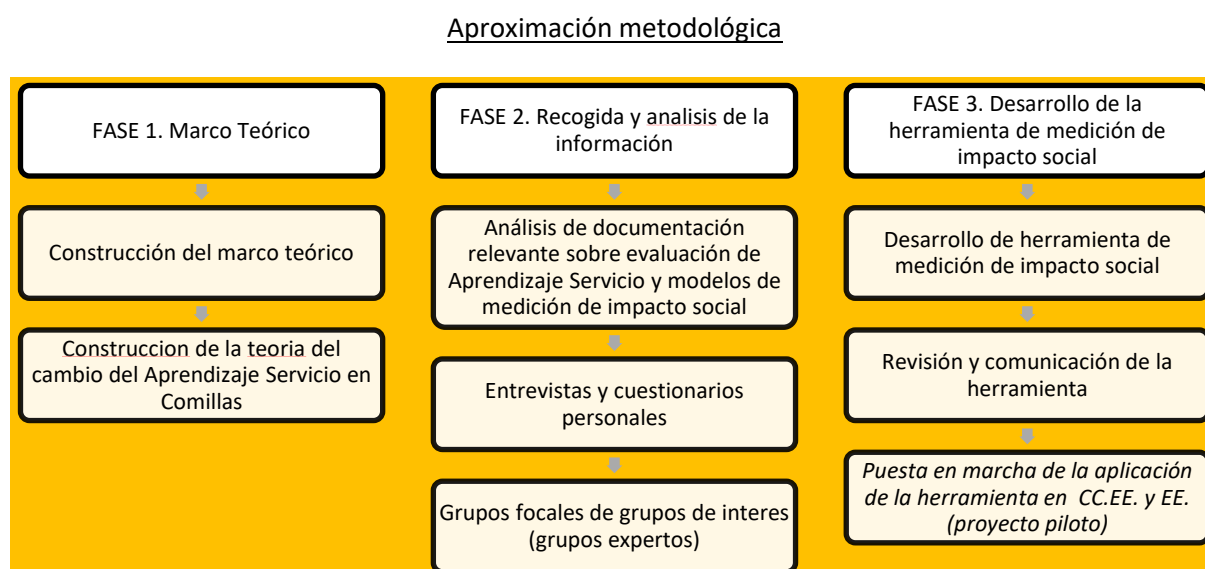 Aproximación metodológica
FASE 1. Marco Teórico
Construcción del marco teórico
Construccion de la teoria del
cambio del Aprendizaje Servicio en
Comillas
FASE 2. Recogida y analisis de la
información
Análisis de documentación
relevante sobre evaluación de
Aprendizaje Servicio y modelos de
medición de impacto social
Entrevistas y cuestionarios
personales
Grupos focales de grupos de interes
(grupos expertos)
FASE 3. Desarrollo de la
herramienta de medición de
impacto social
Desarrollo de herramienta de
medición de impacto social
Revisión y comunicación de la
herramienta
Puesta en marcha de la aplicación
de la herramienta en CC.EE. y EE.
(proyecto piloto)